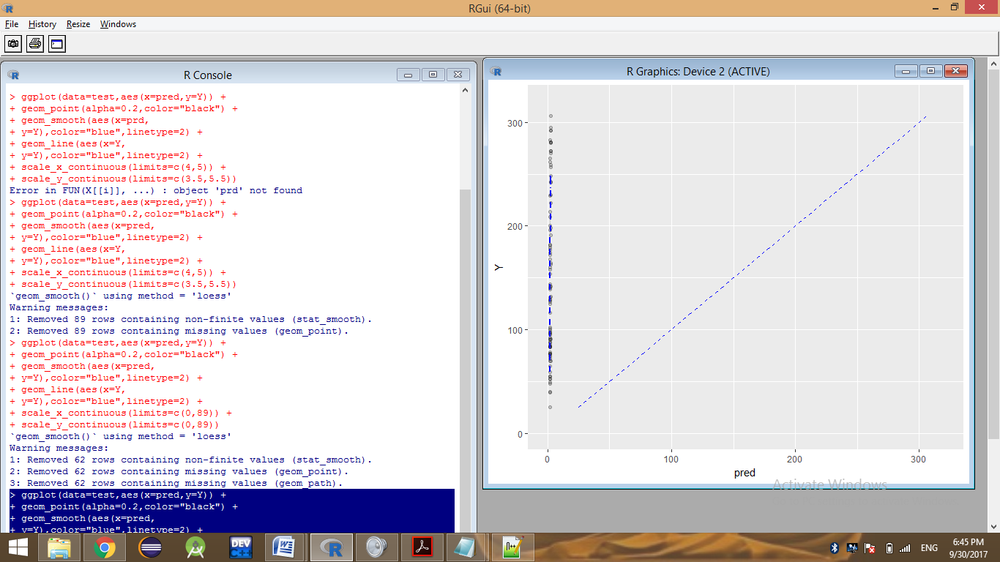 RGui (64-bit)
File History Resize Windows
R Console
> ggplot(data=test,aes(x=pred,y=Y)) +
+ geom_point(alpha=0.2,color="black") +
+ geom_smooth(aes(x=prd,
+ y=Y),color="blue",linetype=2) +
+ geom_line(aes(x=Y,
+ y=Y),color="blue",linetype=2) +
+ scale_x_continuous(limits=c(4,5)) +
+ scale_y_continuous(limits=c(3.5,5.5))
Error in FUN(X[[i]], ...) : object 'prd' not found
> ggplot(data=test,aes(x=pred,y=Y)) +
+ geom_point(alpha=0.2,color="black") +
+ geom_smooth(aes(x=pred,
+ y=Y),color="blue",linetype=2) +
+ geom_line(aes(x=Y,
+ y=Y),color="blue",linetype=2) +
+ scale_x_continuous(limits=c(4,5)) +
+ scale_y_continuous(limits=c(3.5,5.5))
`geom_smooth()` using method = 'loess'
Warning messages:
1: Removed 89 rows containing non-finite values (stat_smooth).
2: Removed 89 rows containing missing values (geom_point).
> ggplot(data=test,aes(x=pred,y=Y)) +
+ geom_point(alpha=0.2,color="black") +
+ geom_smooth(aes(x=pred,
+ y=Y),color="blue",linetype=2) +
+ geom_line(aes(x=Y,
+ y=Y),color="blue",linetype=2) +
+ scale_x_continuous(limits=c(0,89)) +
+ scale_y_continuous(limits=c(0,89))
`geom_smooth()` using method = 'loess'
Warning messages:
1: Removed 62 rows containing non-finite values (stat_smooth).
2: Removed 62 rows containing missing values (geom_point).
3: Removed 62 rows containing missing values (geom_path).
> ggplot(data=test,aes(x=pred,y=Y)) +
+ geom_point(alpha=0.2,color="black") +
+ geom_smooth(aes(x=pred,
+ y=Y),color="blue",linetype=2) +
R Graphics: Device 2 (ACTIVE)
300
200
100
0
Y
0 100 200 300
pred
Activate Windows
DEV C++
ENG
6:45 PM
9/30/2017